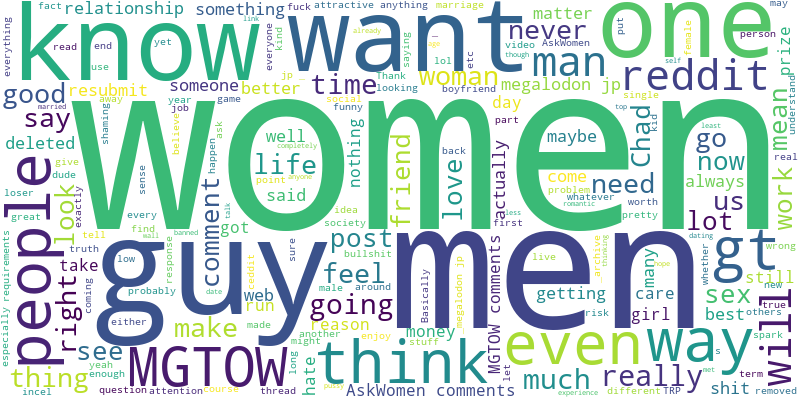 fact relationship something fuck attractive anything marriage never matter one may
everything know link want video AskWomen put person female prize
read end yet everyone kind already saying etc lol though
use age self reddit
good resubmit someone jp _ Thank looking woman boyfriend man single mean understand
better time megalodon jp
say away year job game social funny day top kid
shaming believe ask women part Chad least real
deleted happen well nothing friend back maybe go
give dude sense life love actually come now
look completely point anyone problem need always work
people loser exactly comment said whatever worth us
great every idea first less romantic pretty lot
tell find got society post men dating wrong
truth wall banned talk bullshit gt
especially requirements right take low response sure feel male around live archive thinking whether many still
coming guy probably date web reddit going Basically megalodon jp MGTOW comments getting care sex new
either run reason enjoy money risk girl best others true will
see make made might another stuff even way spark
thing MGTOW hate long think let much really s met term
yeah enough pussy hope shit
incel question attention course thread AskWomen comments experience different TRP removed
married